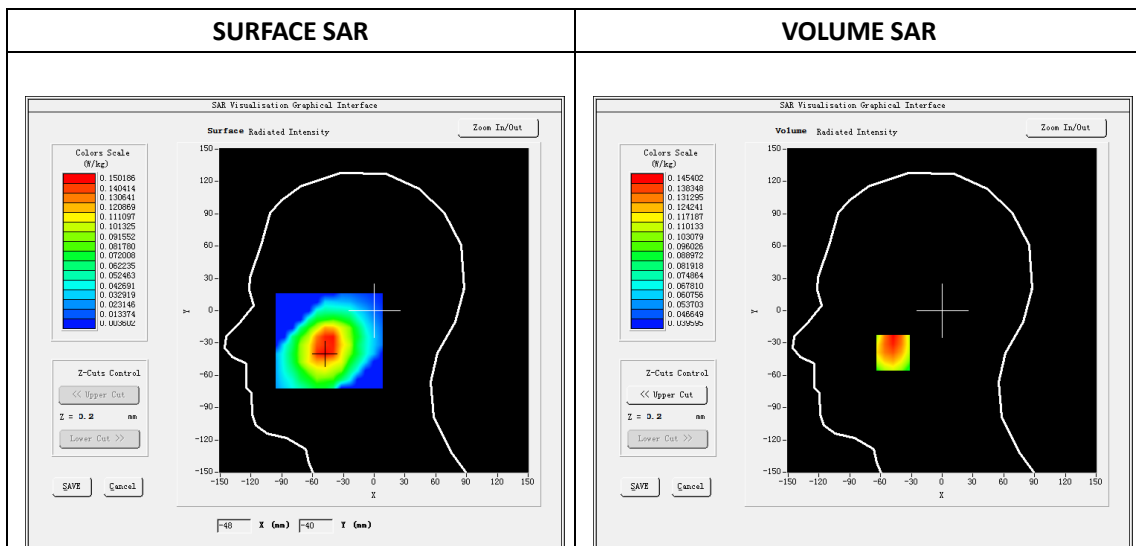 SURFACE SAR
VOLUME SAR
SAR Visualisation Graphical Interface
Surface Radiated Intensity
Zoom In/Out
Colors Scale
(W/kg)
0.150186
0.140414
0.130641
0.120869
0.111097
0.101325
0.091552
0.081780
0.072008
0.062235
0.052463
0.042691
0.032919
0.023146
0.013374
0.003602
150
120
90
60
30
0
-30
-60
-90
-120
-150
Y
-150 -120 -90 -60 -30 0 30 60 90 120 150
X
Z-Cuts Control
<< Upper Cut
Z = 0.2 mm
Lower Cut >>
SAVE
Cancel
-48 X (mm) -40 Y (mm)
SAR Visualisation Graphical Interface
Volume Radiated Intensity
Zoom In/Out
Colors Scale
(W/kg)
0.145402
0.138348
0.131295
0.124241
0.117187
0.110133
0.103079
0.096026
0.088972
0.081918
0.074864
0.067810
0.060756
0.053703
0.046649
0.039595
150
120
90
60
30
0
-30
-60
-90
-120
-150
Y
-150 -120 -90 -60 -30 0 30 60 90 120 150
X
Z-Cuts Control
<< Upper Cut
Z = 0.2 mm
Lower Cut >>
SAVE
Cancel